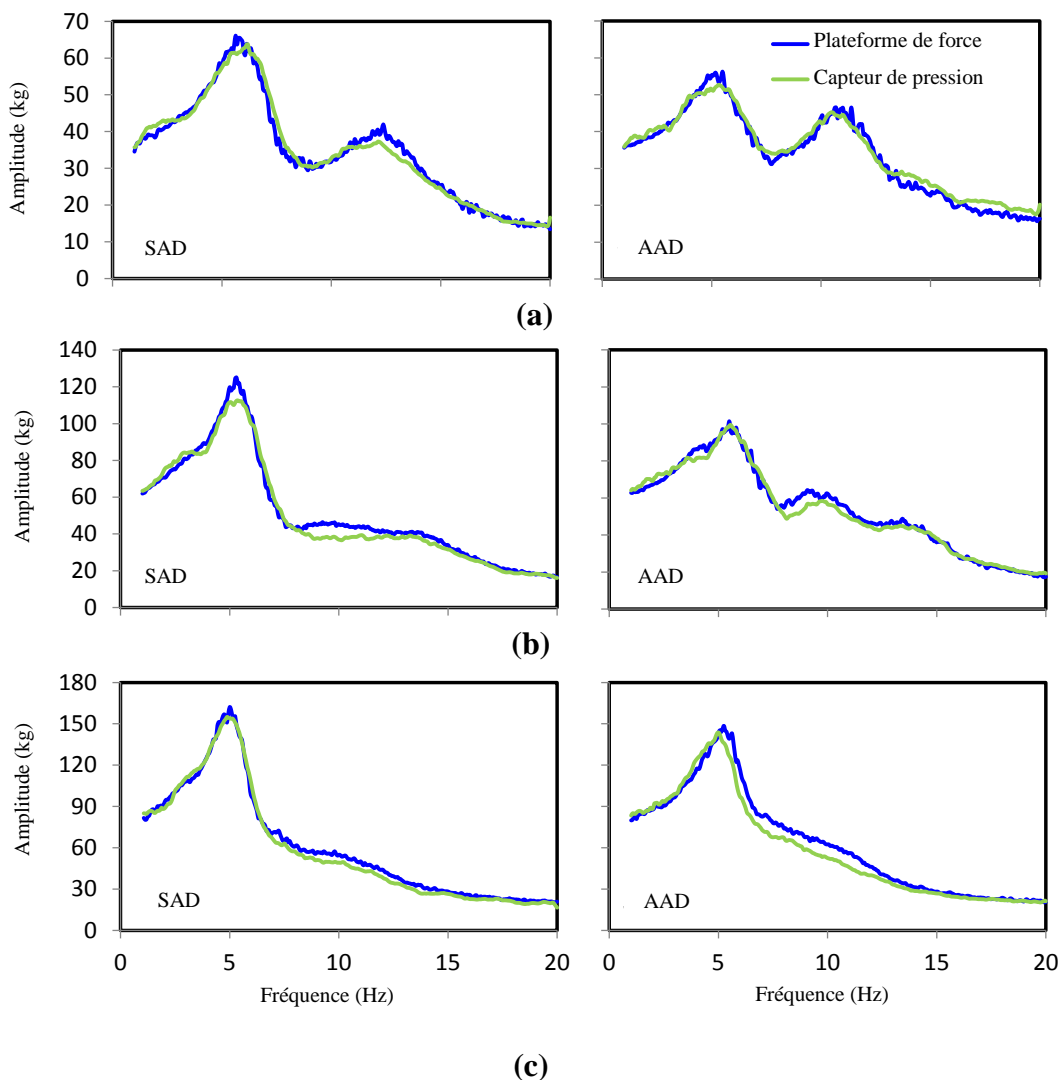 70
60
50
40
30
20
10
0
Amplitude (kg)
SAD
Plateforme de force
Capteur de pression
AAD
(a)
140
120
100
80
60
40
20
0
Amplitude (kg)
SAD
AAD
(b)
180
150
120
90
60
30
0
Amplitude (kg)
SAD
AAD
0 5 10 15 20
0 5 10 15 20
Fréquence (Hz)
Fréquence (Hz)
(c)